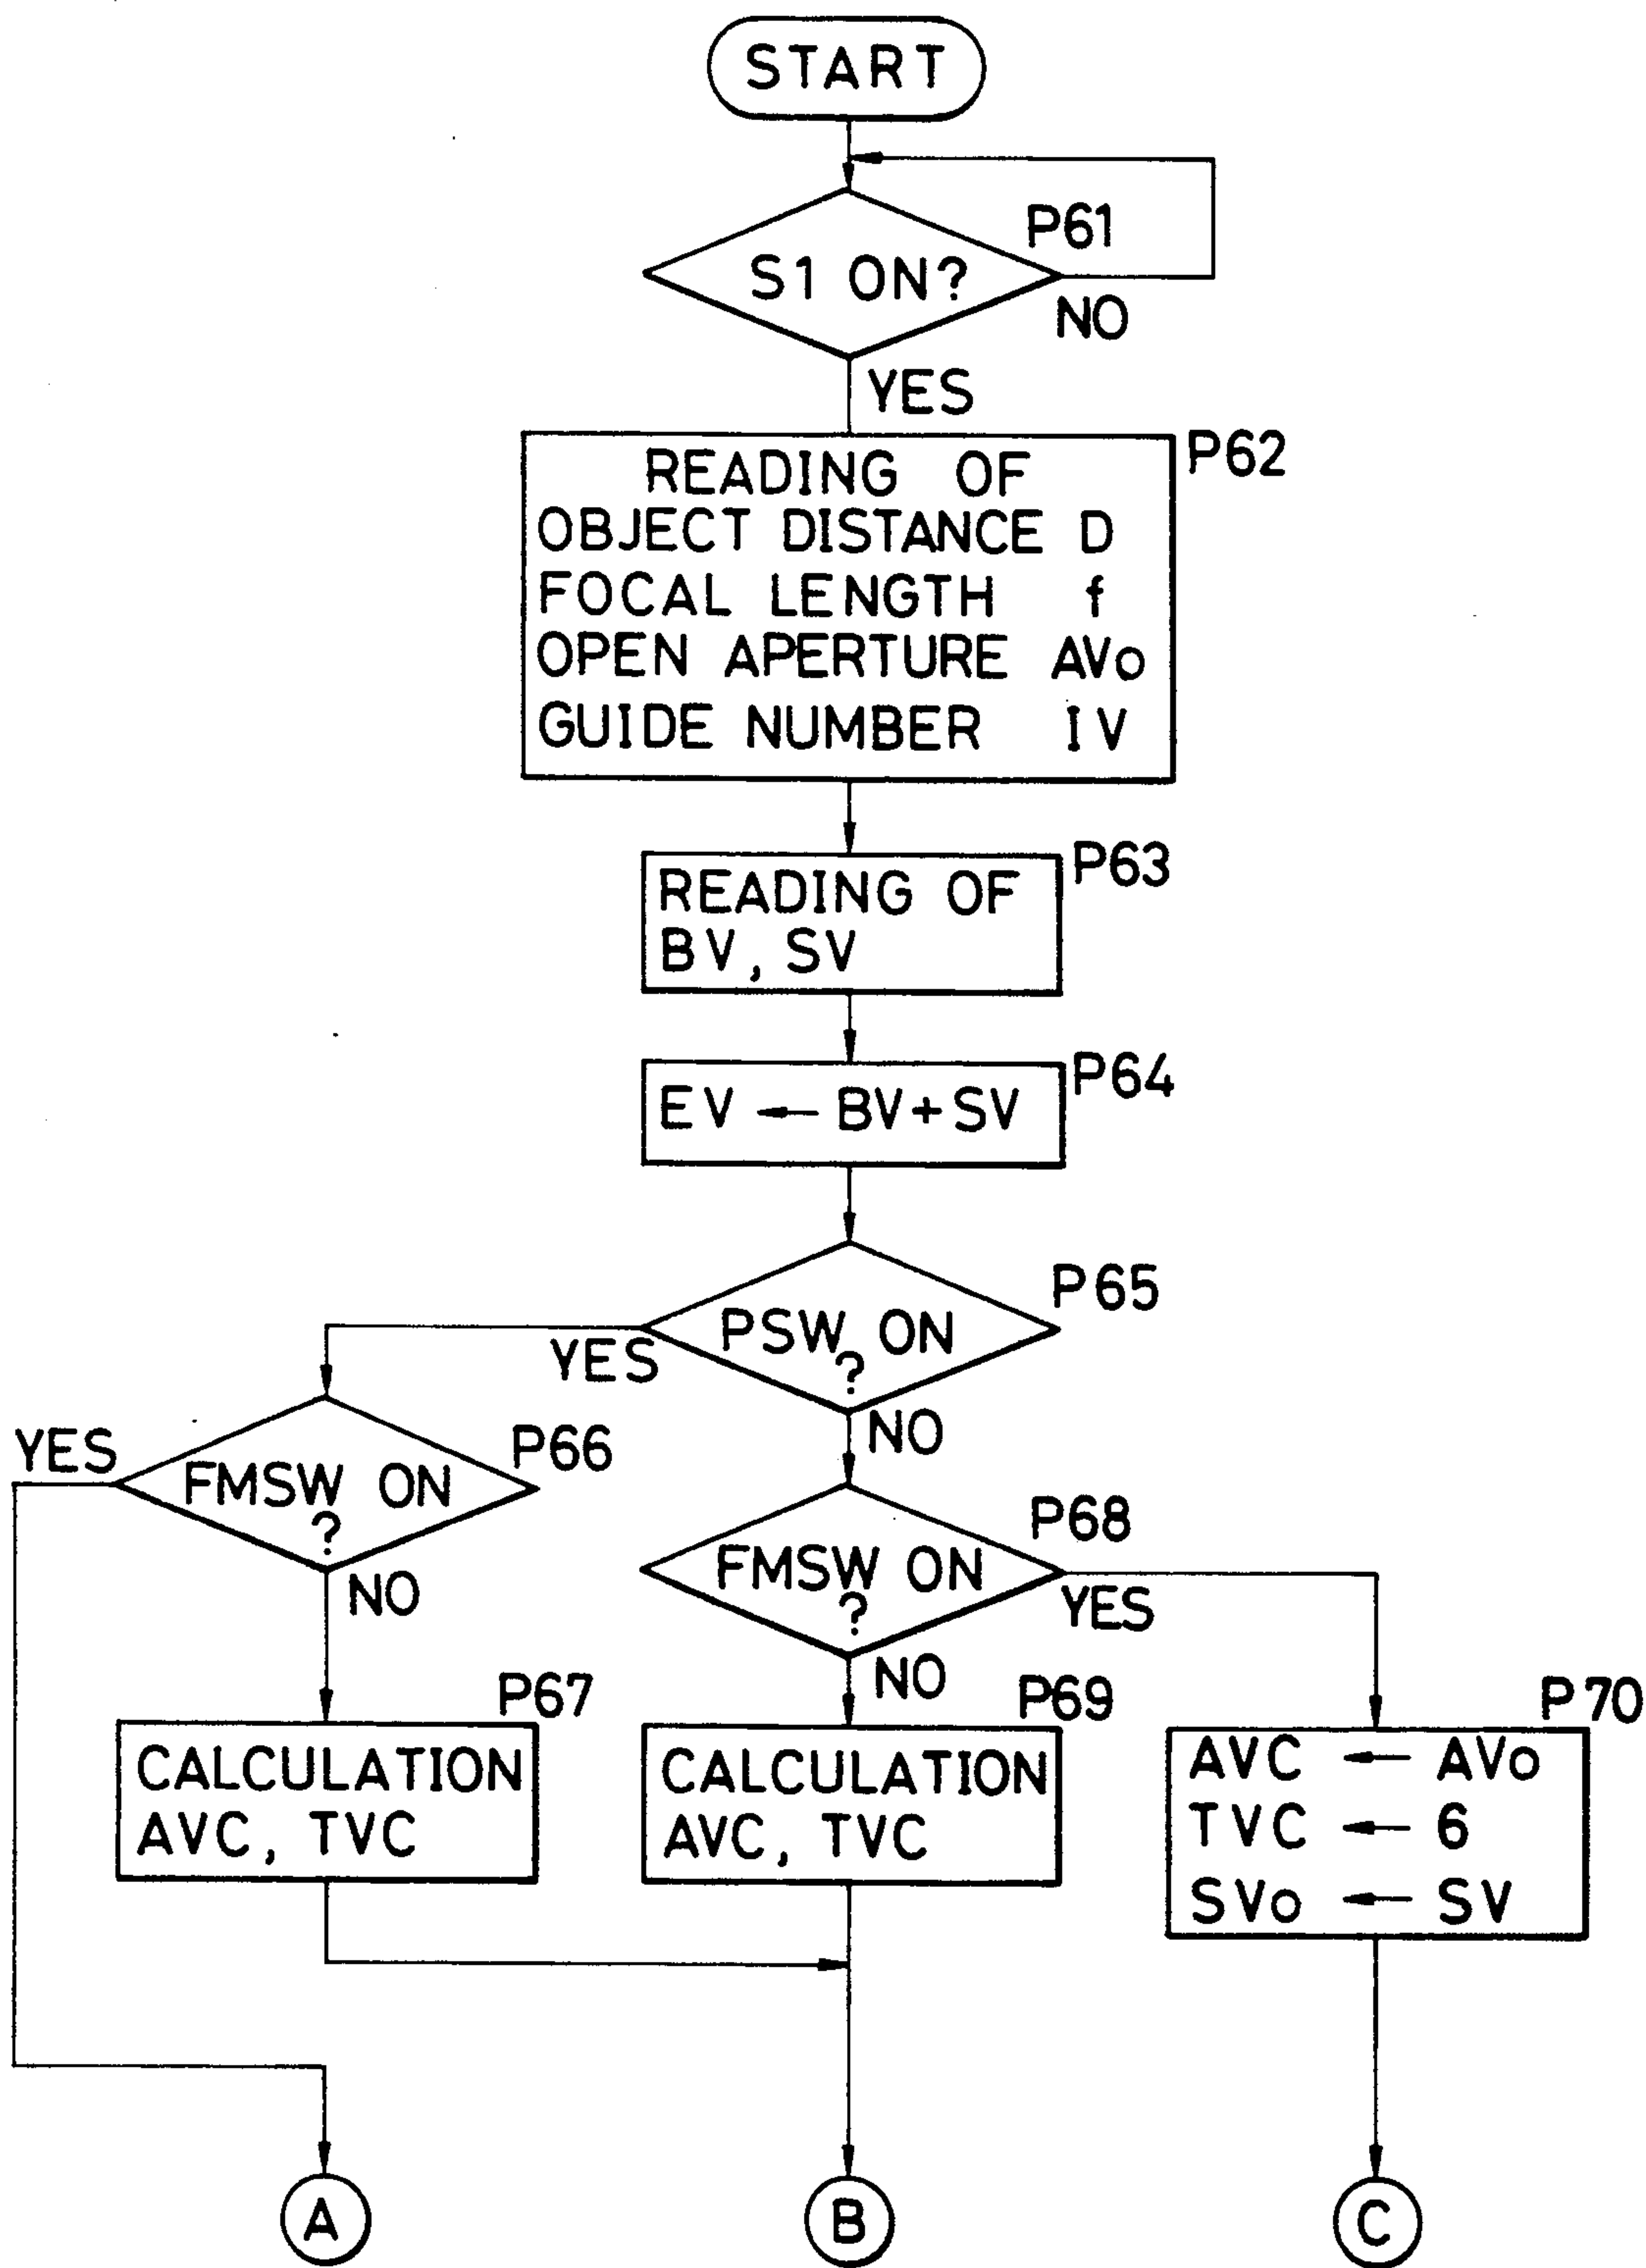 START
P61
S1 ON?
NO
YES
P62
READING OF
OBJECT DISTANCE D
FOCAL LENGTH f
OPEN APERTURE AVo
GUIDE NUMBER IV
P63
READING OF
BV, SV
P64
EV ← BV+SV
P65
PSW ON
?
YES
NO
YES
P66
FMSW ON
?
NO
P68
FMSW ON
?
YES
NO
P67
CALCULATION
AVC, TVC
P69
CALCULATION
AVC, TVC
P70
AVC ← AVo
TVC ← 6
SVo ← SV
A
B
C